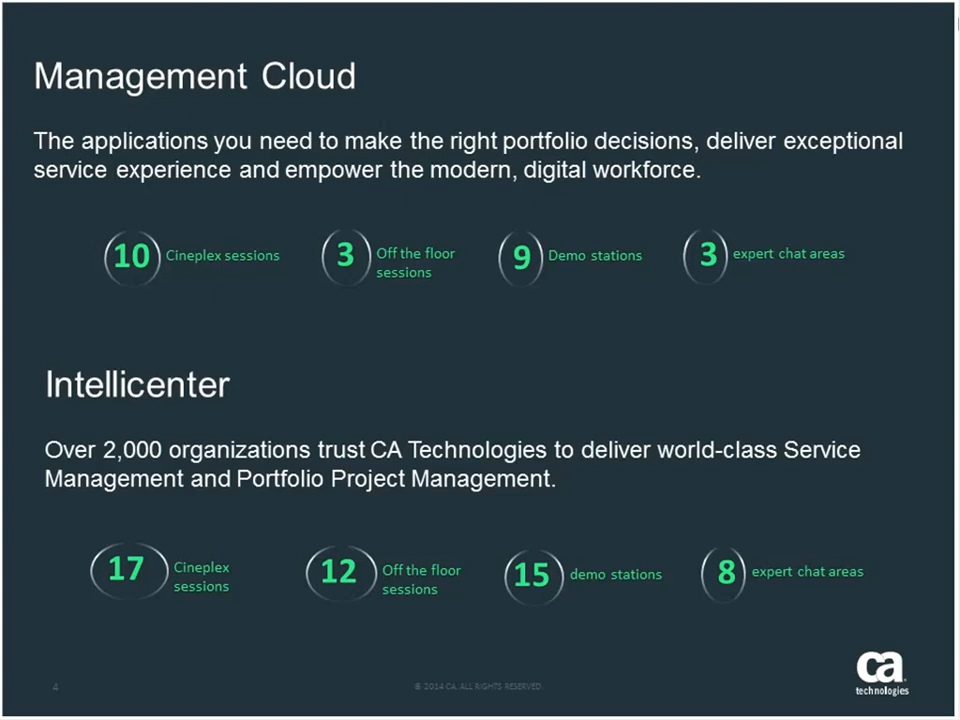 Management Cloud
The applications you need to make the right portfolio decisions, deliver exceptional
service experience and empower the modern, digital workforce.
10 Cineplex sessions
3 Off the floor
sessions
9 Demo stations
3 expert chat areas
Intellicenter
Over 2,000 organizations trust CA Technologies to deliver world-class Service
Management and Portfolio Project Management.
17 Cineplex
sessions
12 Off the floor
sessions
15 demo stations
8 expert chat areas
4
© 2014 CA. ALL RIGHTS RESERVED.
ca
technologies